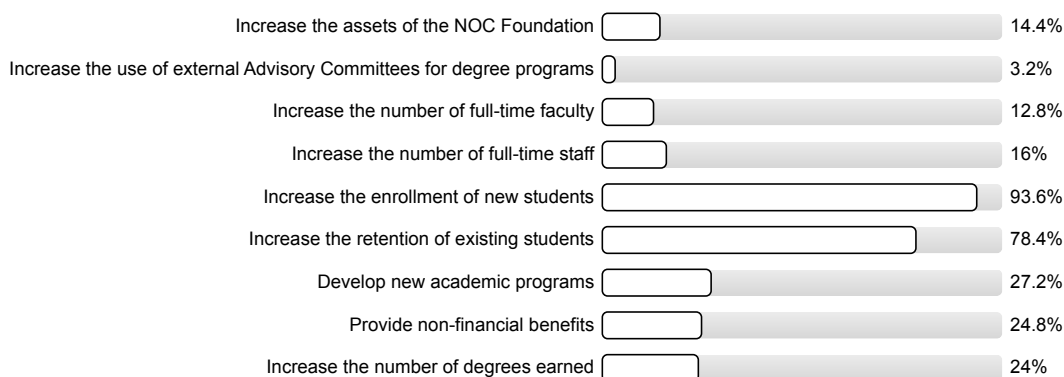 Increase the assets of the NOC Foundation 14.4%
Increase the use of external Advisory Committees for degree programs 3.2%
Increase the number of full-time faculty 12.8%
Increase the number of full-time staff 16%
Increase the enrollment of new students 93.6%
Increase the retention of existing students 78.4%
Develop new academic programs 27.2%
Provide non-financial benefits 24.8%
Increase the number of degrees earned 24%